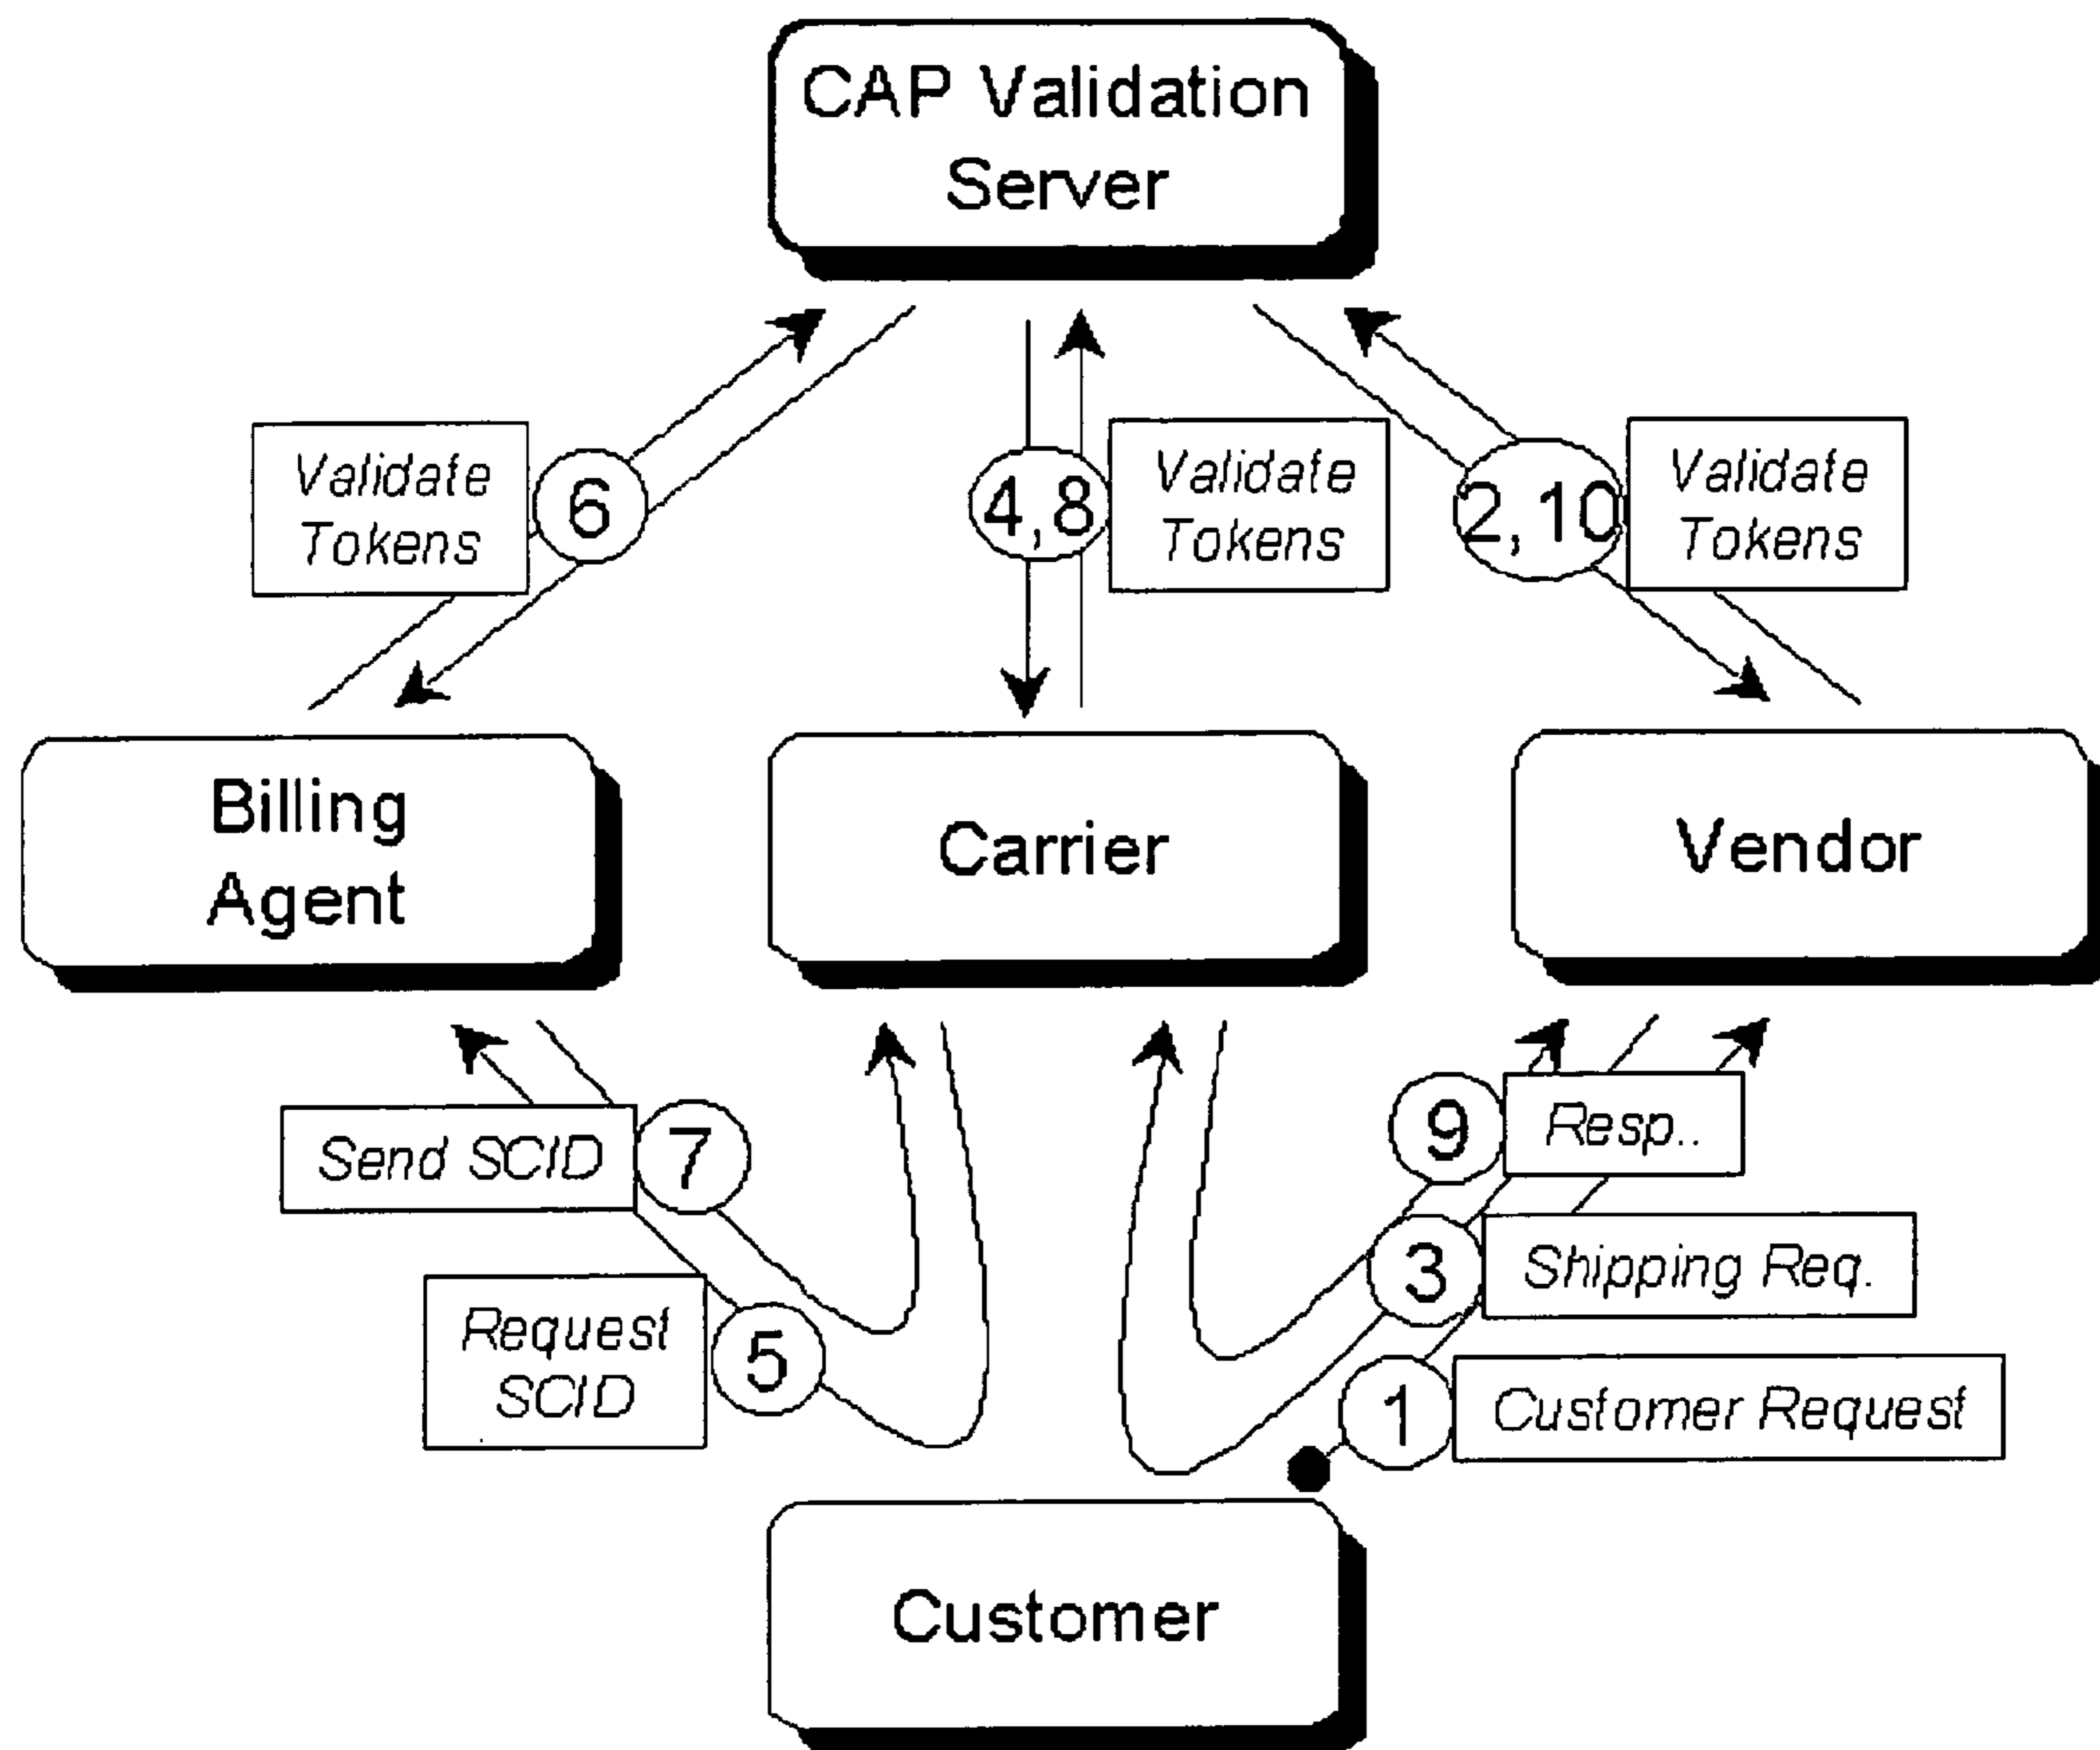 CAP Validation
Server
Validate
Tokens
6
4,8
Validate
Tokens
2,10
Validate
Tokens
Billing
Agent
Carrier
Vendor
Send SCID
7
9
Resp..
3
Shipping Req.
Request
SCID
5
1
Customer Request
Customer